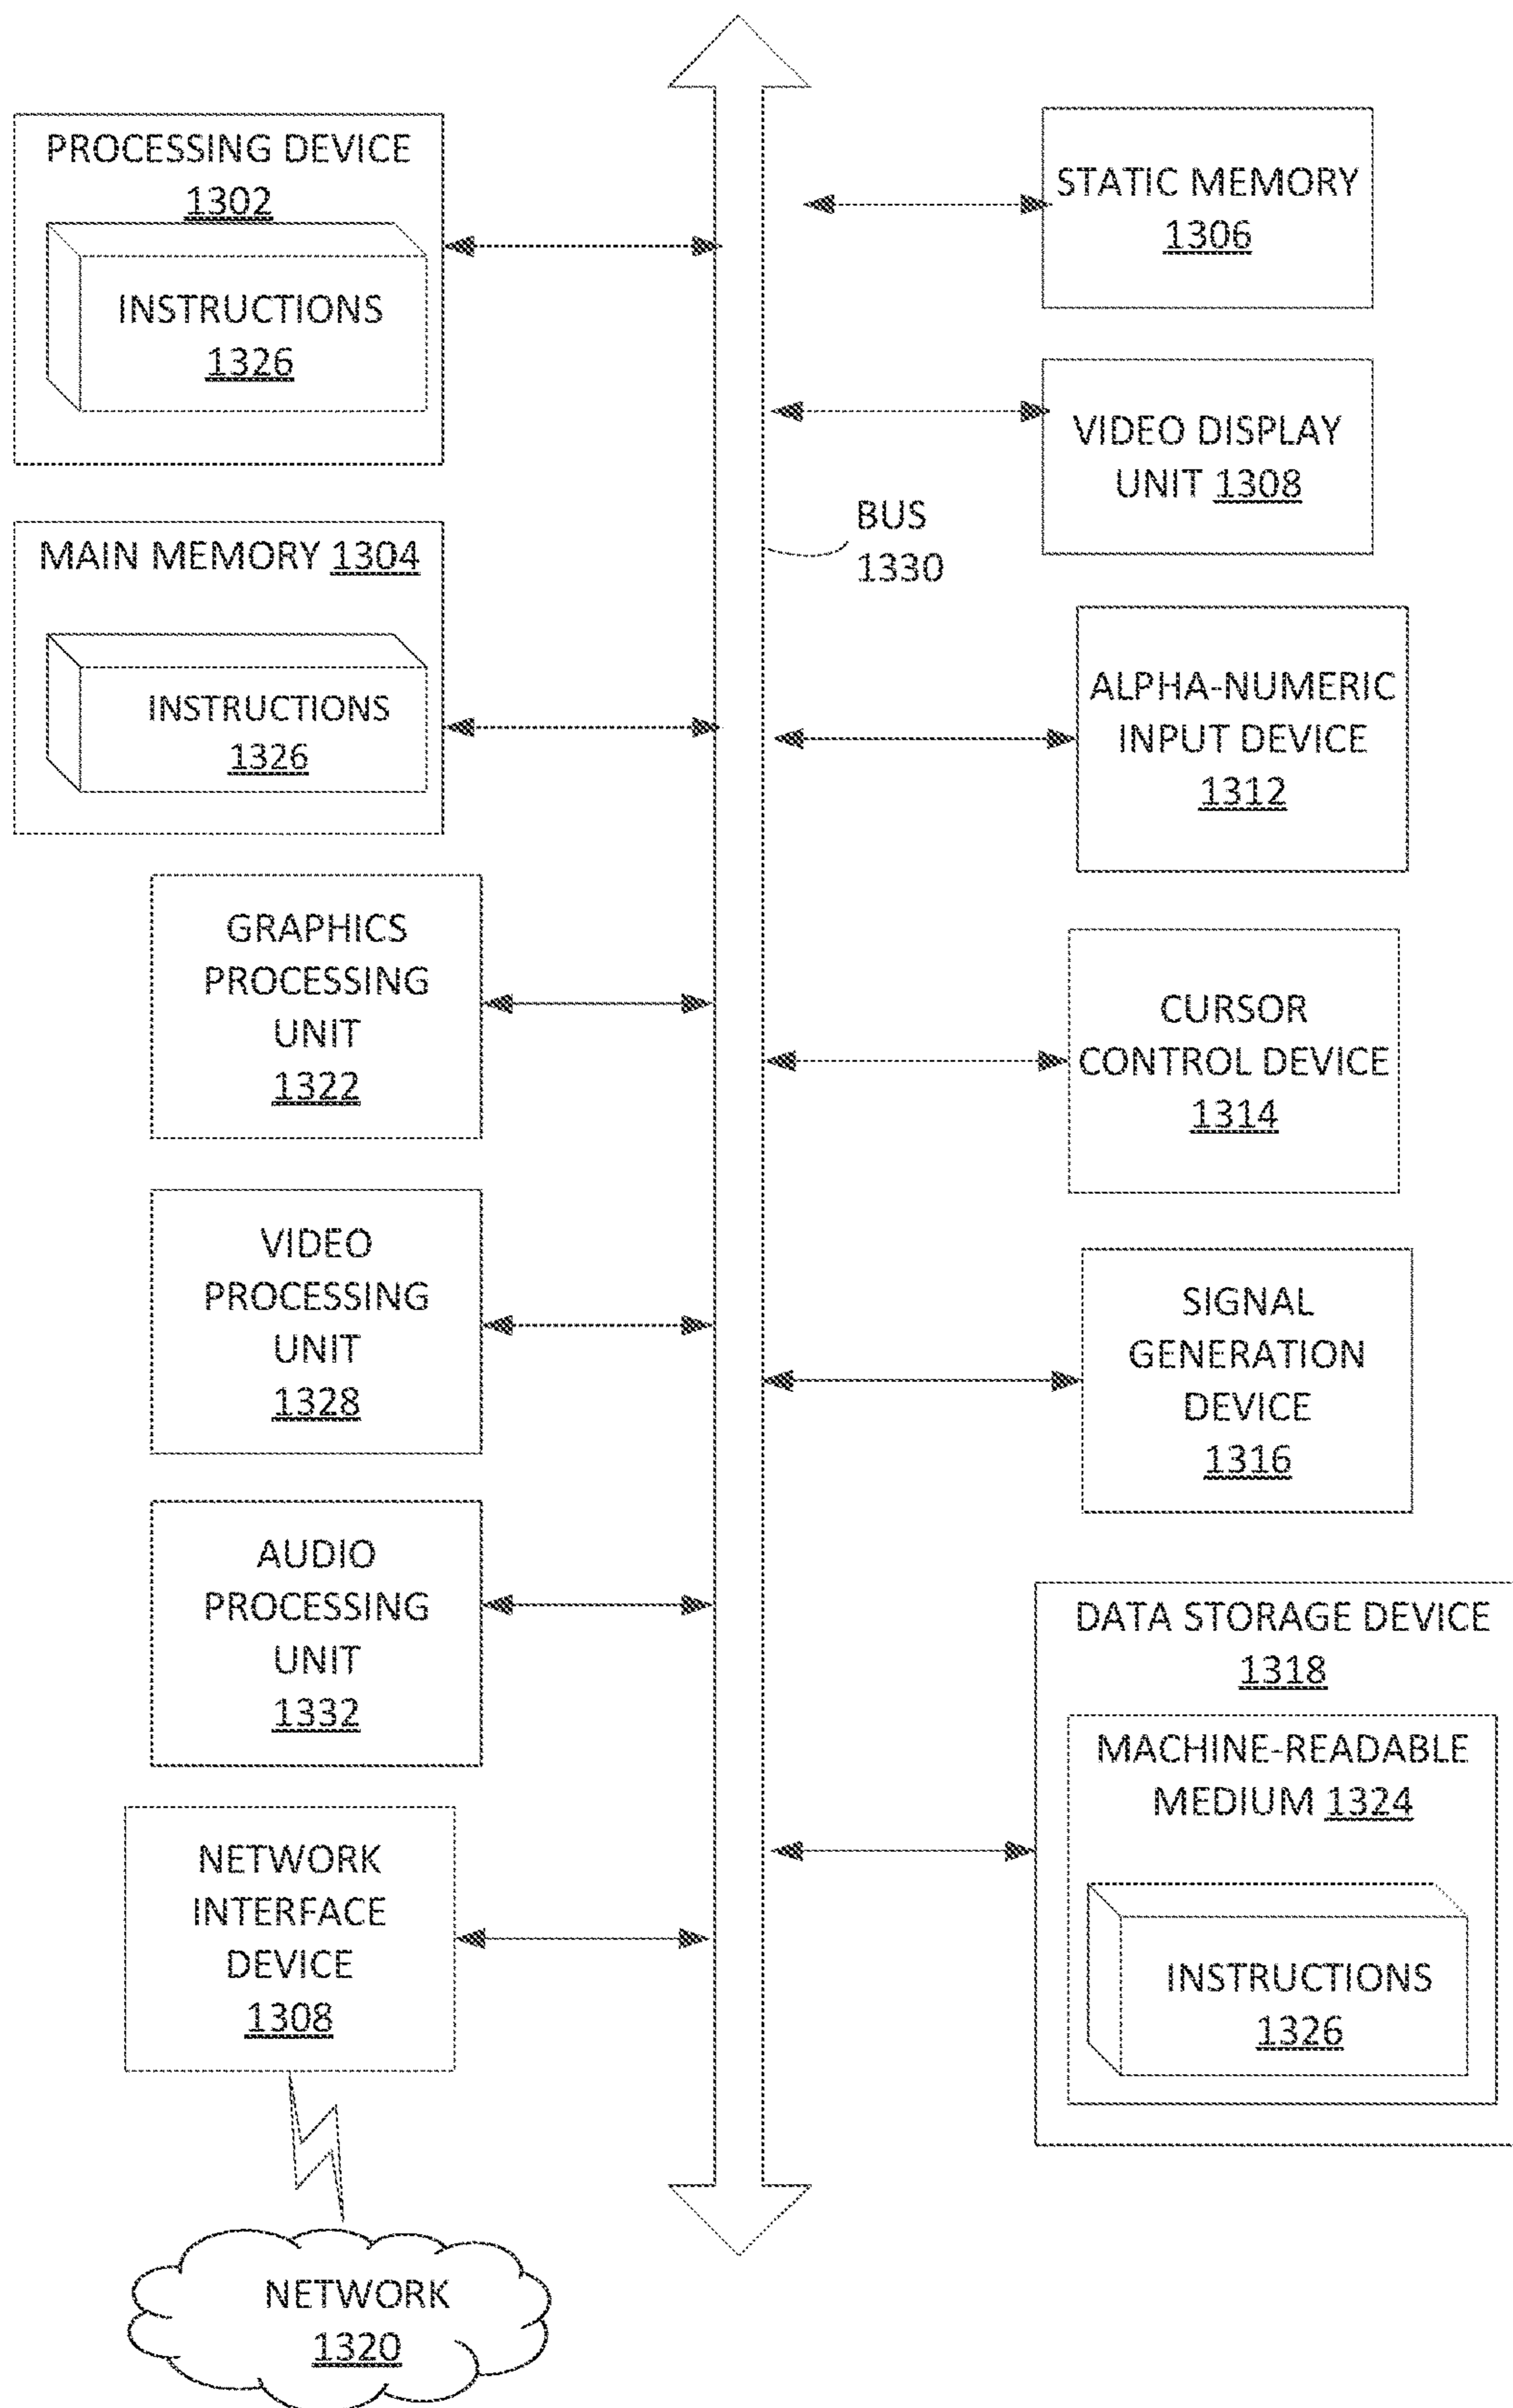 PROCESSING DEVICE
1302
INSTRUCTIONS
1326
MAIN MEMORY 1304
INSTRUCTIONS
1326
GRAPHICS
PROCESSING
UNIT
1322
VIDEO
PROCESSING
UNIT
1328
AUDIO
PROCESSING
UNIT
1332
NETWORK
INTERFACE
DEVICE
1308
NETWORK
1320
BUS
1330
STATIC MEMORY
1306
VIDEO DISPLAY
UNIT 1308
ALPHA-NUMERIC
INPUT DEVICE
1312
CURSOR
CONTROL DEVICE
1314
SIGNAL
GENERATION
DEVICE
1316
DATA STORAGE DEVICE
1318
MACHINE-READABLE
MEDIUM 1324
INSTRUCTIONS
1326